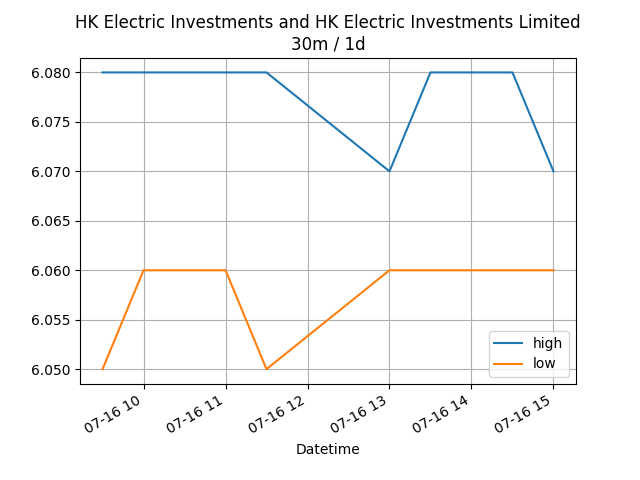 HK Electric Investments and HK Electric Investments Limited
30m / 1d
6.080
6.075
6.070
6.065
6.060
6.055
6.050
high
low
07-16 10
07-16 11
07-16 12
07-16 13
07-16 14
07-16 15
Datetime